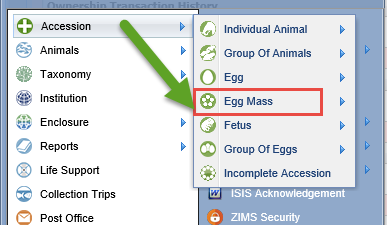 Ownership Transaction History
Accession
Animals
Taxonomy
Institution
Enclosure
Reports
Life Support
Collection Trips
Post Office
Individual Animal
Group Of Animals
Egg
Egg Mass
Fetus
Group Of Eggs
Incomplete Accession
ISIS Acknowledgement
ZIMS Security